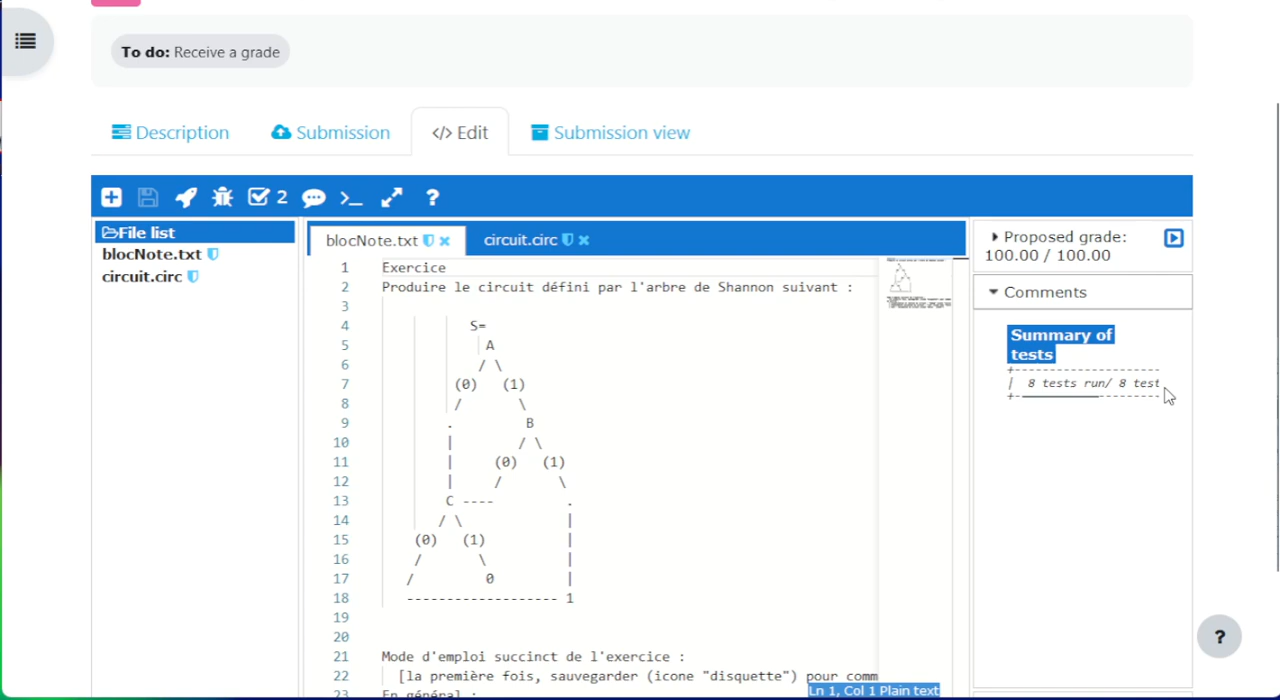 To do: Receive a grade
Description
Submission
</> Edit
Submission view
2
>_
?
File list
blocNote.txt
circuit.circ
blocNote.txt
circuit.circ
1 Exercice
2 Produire le circuit défini par l'arbre de Shannon suivant :
3
4 S=
5 A
6 / \
7 (0) (1)
8 / \
9 . B
10 | / \
11 | (0) (1)
12 | / \
13 C ---- .
14 / \ |
15 (0) (1) |
16 / \ |
17 / 0 |
18 ------------------- 1
19
20
21 Mode d'emploi succinct de l'exercice :
22 [la première fois, sauvegarder (icone "disquette") pour comm
23 En général :
Ln 1, Col 1 Plain text
Proposed grade:
100.00 / 100.00
Comments
Summary of
tests
+------------------
| 8 tests run/ 8 test
+------------------
?